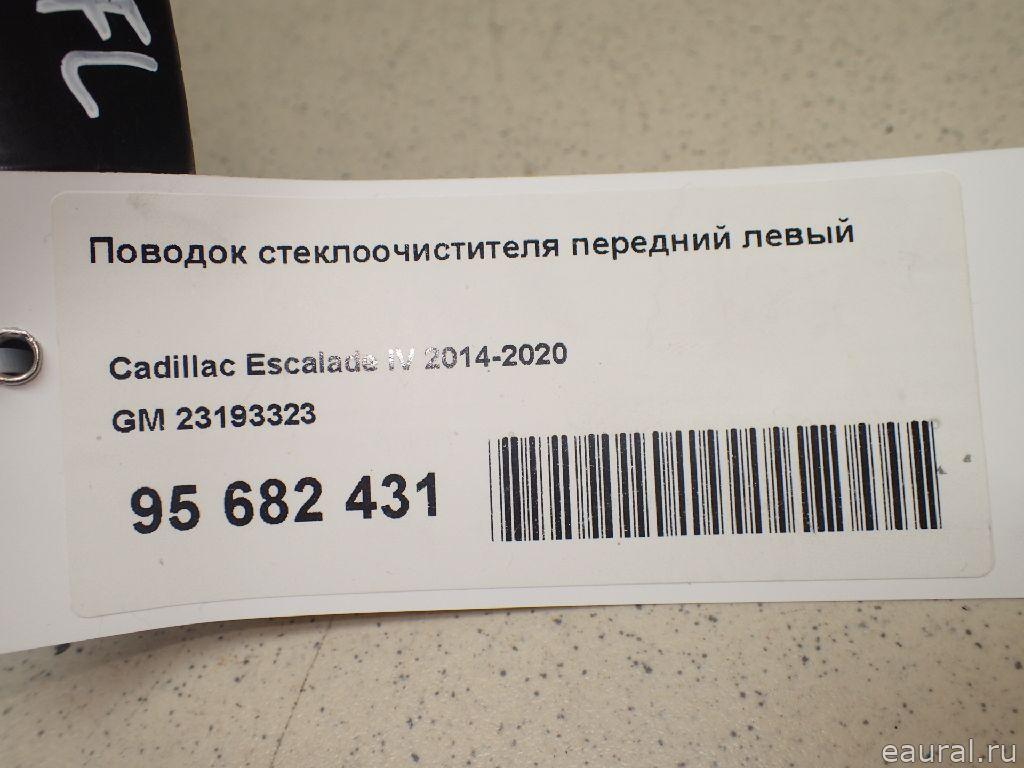 FL
Поводок стеклоочистителя передний левый
Cadillac Escalade IV 2014-2020
GM 23193323
95 682 431
eaural.ru